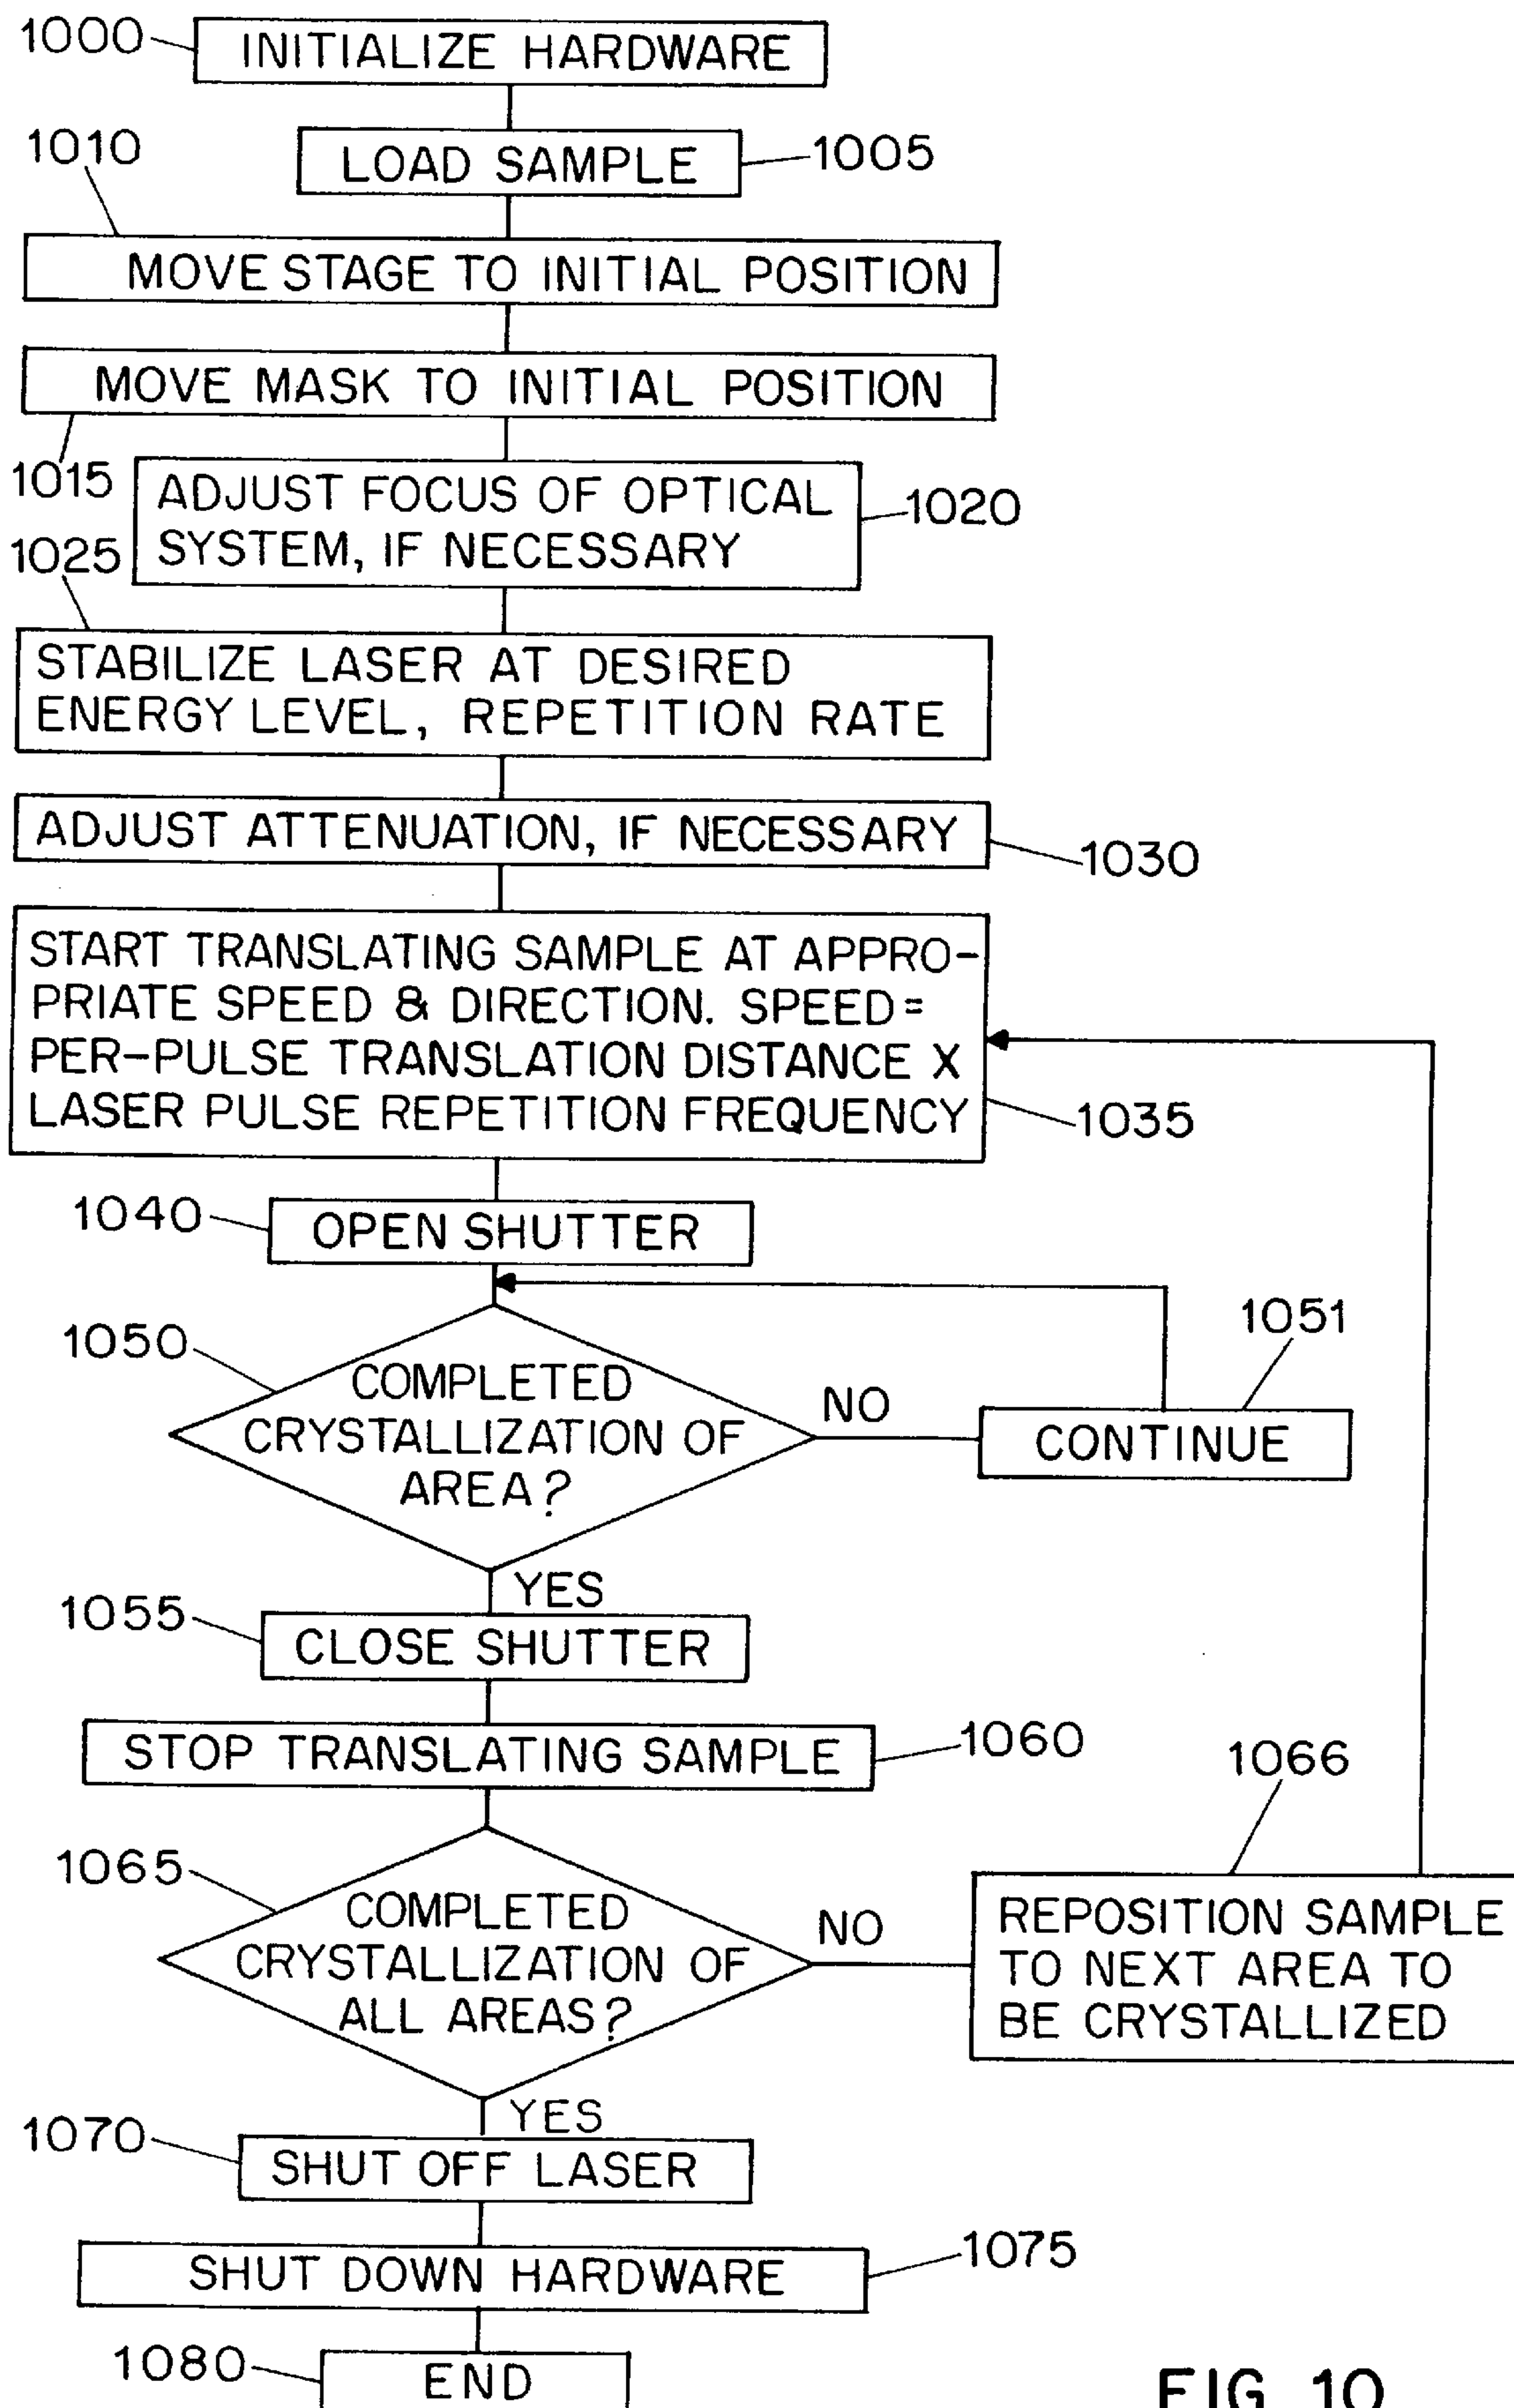 1000
INITIALIZE HARDWARE
1010
LOAD SAMPLE
1005
MOVE STAGE TO INITIAL POSITION
MOVE MASK TO INITIAL POSITION
1015
ADJUST FOCUS OF OPTICAL
SYSTEM, IF NECESSARY
1020
1025
STABILIZE LASER AT DESIRED
ENERGY LEVEL, REPETITION RATE
ADJUST ATTENUATION, IF NECESSARY
1030
START TRANSLATING SAMPLE AT APPRO-
PRIATE SPEED & DIRECTION. SPEED=
PER-PULSE TRANSLATION DISTANCE X
LASER PULSE REPETITION FREQUENCY
1035
1040
OPEN SHUTTER
1050
COMPLETED
CRYSTALLIZATION OF
AREA?
NO
1051
CONTINUE
YES
1055
CLOSE SHUTTER
STOP TRANSLATING SAMPLE
1060
1065
COMPLETED
CRYSTALLIZATION OF
ALL AREAS?
NO
1066
REPOSITION SAMPLE
TO NEXT AREA TO
BE CRYSTALLIZED
YES
1070
SHUT OFF LASER
SHUT DOWN HARDWARE
1075
1080
END
FIG. 10